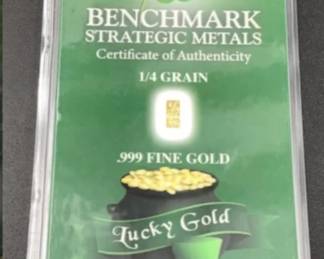 BENCHMARK
STRATEGIC METALS
Certificate of Authenticity
1/4 GRAIN
.999 FINE GOLD
Lucky Gold